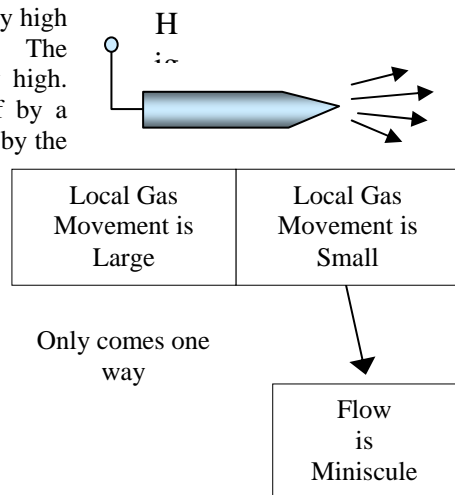 y high
The
high.
f by a
by the
H
Local Gas
Movement is
Large
Local Gas
Movement is
Small
Only comes one
way
Flow
is
Miniscule